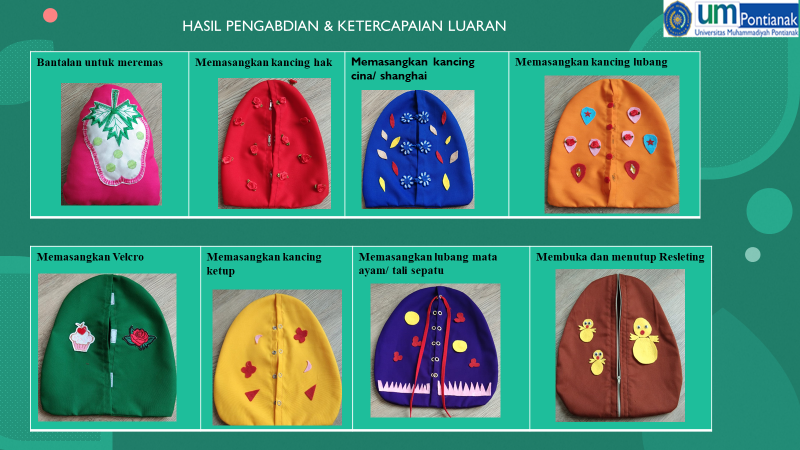 HASIL PENGABDIAN & KETERCAPAIAN LUARAN
um Pontianak
Universitas Muhammadiyah Pontianak
Bantalan untuk meremas
Memasangkan kancing hak
Memasangkan kancing
cina/ shanghai
Memasangkan kancing lubang
Memasangkan Velcro
Memasangkan kancing
ketup
Memasangkan lubang mata
ayam/ tali sepatu
Membuka dan menutup Resleting